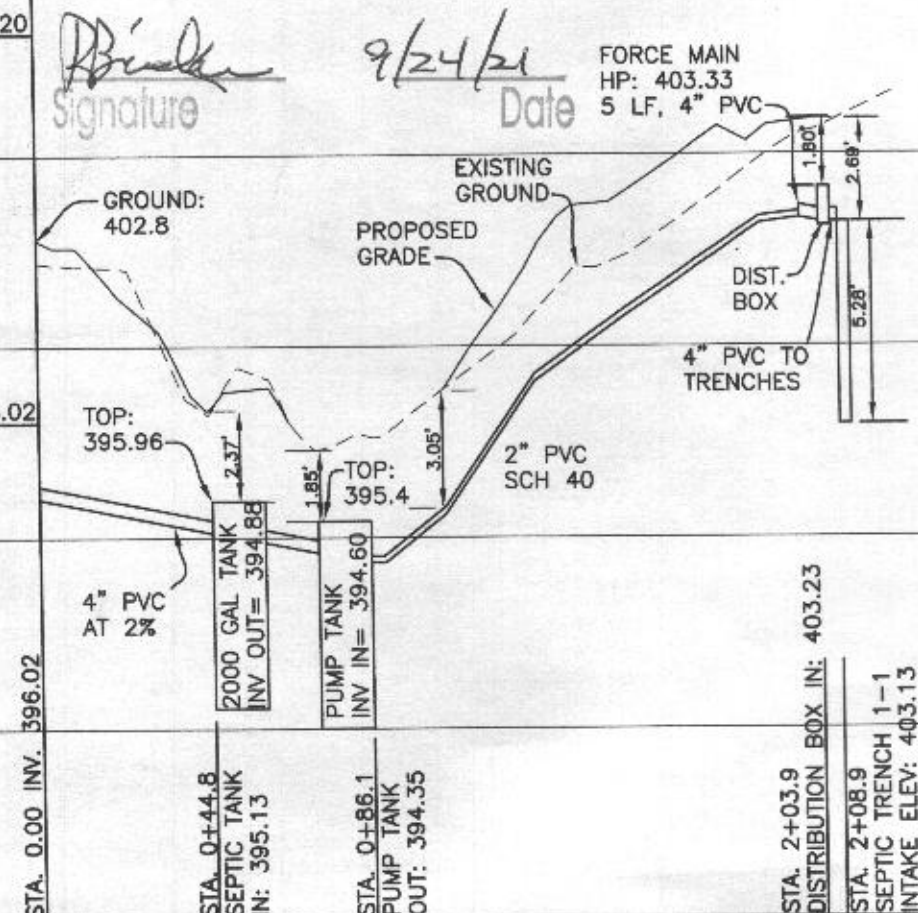 20
9/24/21
Signature
Date
FORCE MAIN
HP: 403.33
5 LF, 4" PVC
1.80'
2.69'
EXISTING
GROUND
GROUND:
402.8
PROPOSED
GRADE
DIST.
BOX
5.28'
4" PVC TO
TRENCHES
.02
TOP:
395.96
2.37'
1.85'
TOP:
395.4
3.05'
2" PVC
SCH 40
4" PVC
AT 2%
2000 GAL TANK
INV OUT= 394.88
PUMP TANK
INV IN= 394.60
STA. 0.00 INV. 396.02
STA. 0+44.8
SEPTIC TANK
IN: 395.13
STA. 0+86.1
PUMP TANK
OUT: 394.35
STA. 2+03.9
DISTRIBUTION BOX IN: 403.23
STA. 2+08.9
SEPTIC TRENCH 1-1
INTAKE ELEV: 403.13